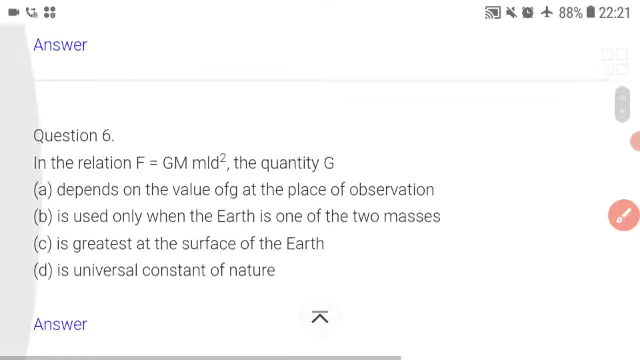 88% 22:21
Answer
Question 6.
In the relation F = GM mld², the quantity G
(a) depends on the value ofg at the place of observation
(b) is used only when the Earth is one of the two masses
(c) is greatest at the surface of the Earth
(d) is universal constant of nature
Answer